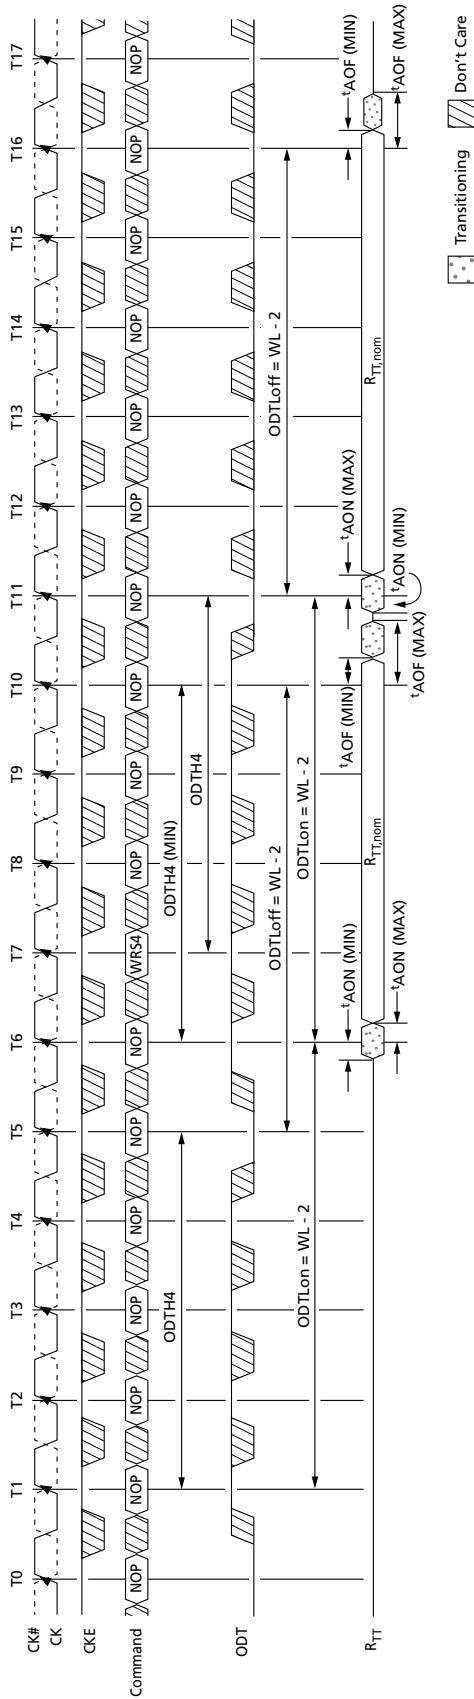 T0 T1 T2 T3 T4 T5 T6 T7 T8 T9 T10 T11 T12 T13 T14 T15 T16 T17
CK#
CK
CKE
Command
NOP NOP NOP NOP NOP NOP NOP WRS4 NOP NOP NOP NOP NOP NOP NOP NOP NOP NOP
ODTH4
ODTH4 (MIN)
ODTH4
ODT
ODTLoff = WL - 2
ODTLoff = WL - 2
ODTLon = WL - 2
ODTLon = WL - 2
tAON (MIN)
tAOF (MIN)
tAON (MAX)
tAOF (MIN)
RTT
RTT,nom
RTT,nom
tAON (MAX)
tAOF (MAX)
tAON (MIN)
tAOF (MAX)
Transitioning
Don't Care